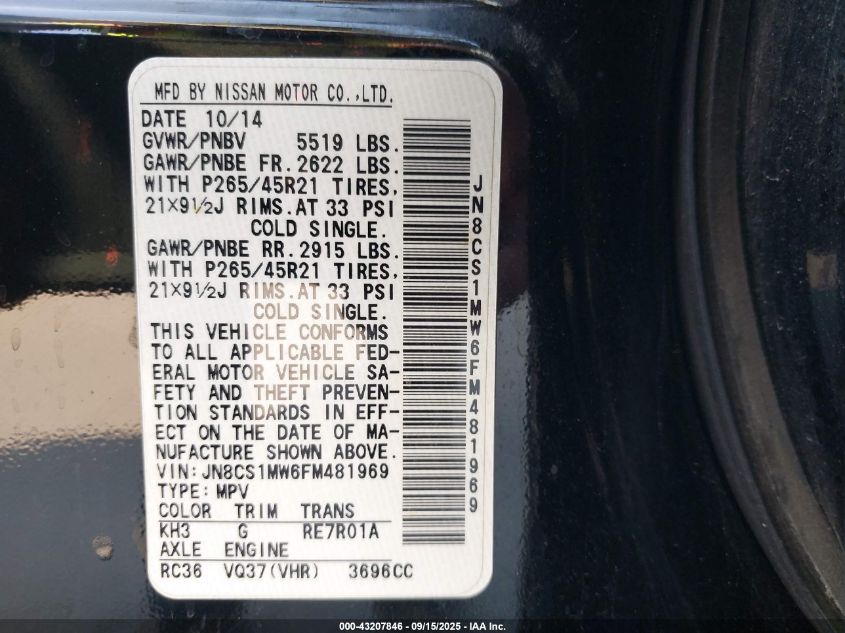 MFD BY NISSAN MOTOR CO.,LTD.
DATE 10/14
GVWR/PNBV 5519 LBS.
GAWR/PNBE FR. 2622 LBS.
WITH P265/45R21 TIRES,
21×9½J RIMS.AT 33 PSI
COLD SINGLE.
GAWR/PNBE RR. 2915 LBS.
WITH P265/45R21 TIRES,
21×9½J RIMS.AT 33 PSI
COLD SINGLE.
THIS VEHICLE CONFORMS
TO ALL APPLICABLE FED-
ERAL MOTOR VEHICLE SA-
FETY AND THEFT PREVEN-
TION STANDARDS IN EFF-
ECT ON THE DATE OF MA-
NUFACTURE SHOWN ABOVE.
VIN: JN8CS1MW6FM481969
TYPE: MPV
COLOR TRIM TRANS
KH3 G RE7R01A
AXLE ENGINE
RC36 VQ37(VHR) 3696CC
JN8CS1MW6FM481969
000-43207846 - 09/15/2025 - IAA Inc.